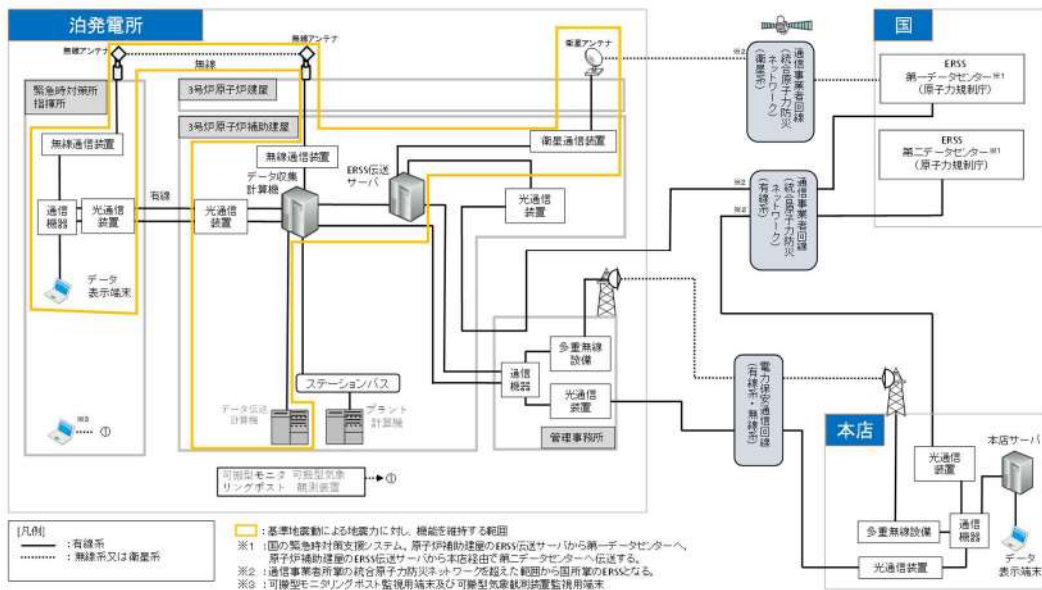 泊発電所
無線アンテナ
無線アンテナ
無線
衛星アンテナ
緊急時対策所
指揮所
3号炉原子炉建屋
3号炉原子炉補助建屋
無線通信装置
無線通信装置
衛星通信装置
データ収集
計算機
ERSS伝送
サーバ
有線
通信
機器
光通信
装置
光通信
装置
光通信
装置
データ
表示端末
ステーションバス
データ伝送
計算機
プラント
計算機
※3
①
可搬型モニタ
リングポスト
可搬型気象
観測装置
①
通信
機器
多重無線
設備
光通信
装置
管理事務所
※2
通信事業者回線
(統合原子力防災
ネットワーク)
(衛星系)
※2
※2
通信事業者回線
(統合原子力防災
ネットワーク)
(有線系)
電力保安通信回線
(有線系・無線系)
国
ERSS
第一データセンター※1
(原子力規制庁)
ERSS
第二データセンター※1
(原子力規制庁)
本店
本店サーバ
光通信
装置
多重無線設備
通信
機器
光通信装置
データ
表示端末
[凡例]
:有線系
:無線系又は衛星系
:基準地震動による地震力に対し、機能を維持する範囲
※1 :国の緊急時対策支援システム。原子炉補助建屋のERSS伝送サーバから第一データセンターへ、
原子炉補助建屋のERSS伝送サーバから本店経由で第二データセンターへ伝送する。
※2 :通信事業者所掌の統合原子力防災ネットワークを超えた範囲から国所掌のERSSとなる。
※3 :可搬型モニタリングポスト監視用端末及び可搬型気象観測装置監視用端末